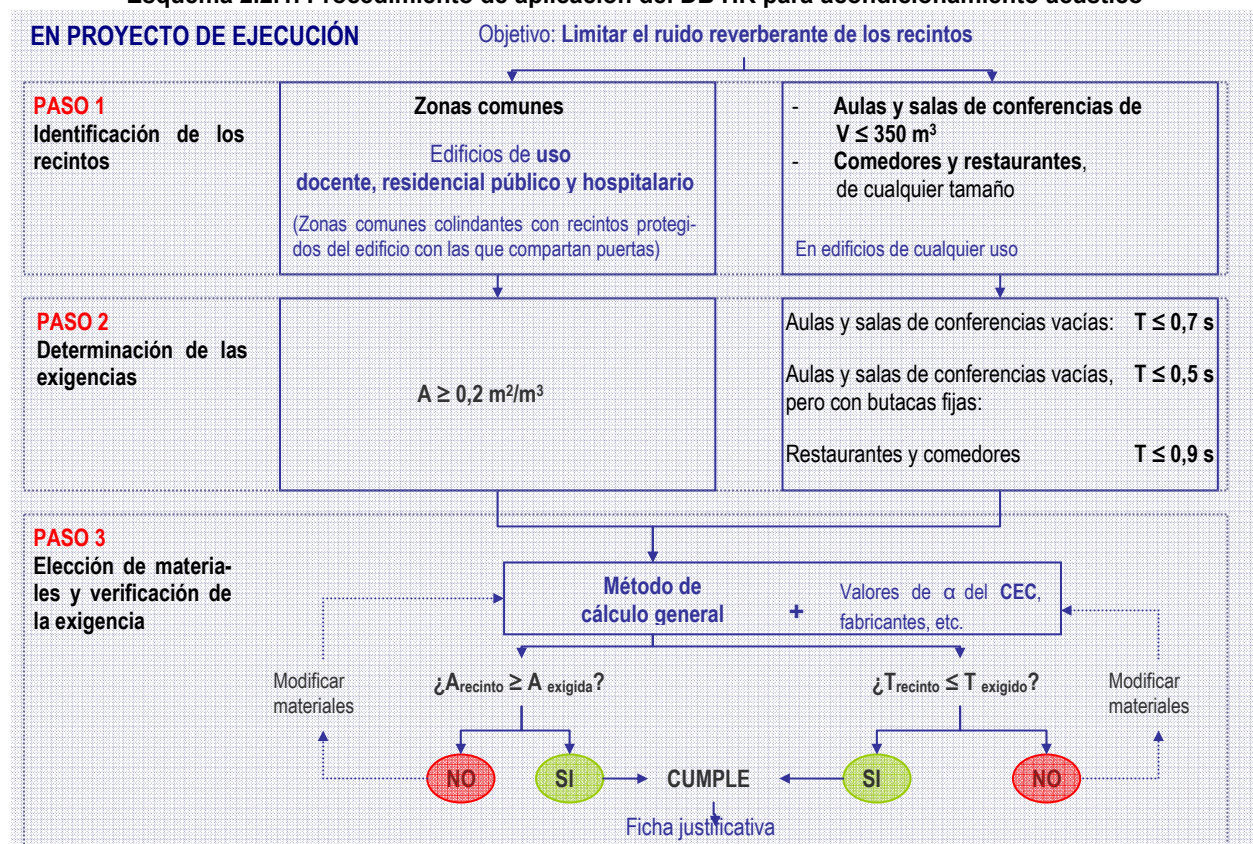 EN PROYECTO DE EJECUCIÓN
Objetivo: Limitar el ruido reverberante de los recintos
PASO 1
Identificación de los
recintos
Zonas comunes
Edificios de uso
docente, residencial público y hospitalario
(Zonas comunes colindantes con recintos protegi-
dos del edificio con las que compartan puertas)
- Aulas y salas de conferencias de
V ≤ 350 m³
- Comedores y restaurantes,
de cualquier tamaño
En edificios de cualquier uso
PASO 2
Determinación de las
exigencias
A ≥ 0,2 m²/m³
Aulas y salas de conferencias vacías: T ≤ 0,7 s
Aulas y salas de conferencias vacías, T ≤ 0,5 s
pero con butacas fijas:
Restaurantes y comedores T ≤ 0,9 s
PASO 3
Elección de materia-
les y verificación de
la exigencia
Método de
cálculo general
+
Valores de α del CEC,
fabricantes, etc.
Modificar
materiales
¿Arecinto ≥ A exigida?
¿Trecinto ≤ T exigido?
Modificar
materiales
NO
SI
CUMPLE
SI
NO
Ficha justificativa